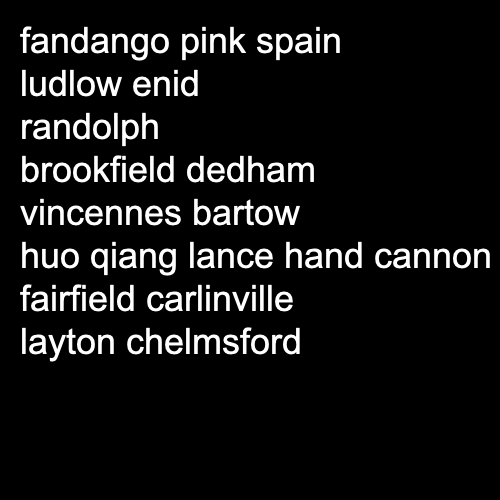 fandango pink spain
ludlow enid
randolph
brookfield dedham
vincennes bartow
huo qiang lance hand cannon
fairfield carlinville
layton chelmsford